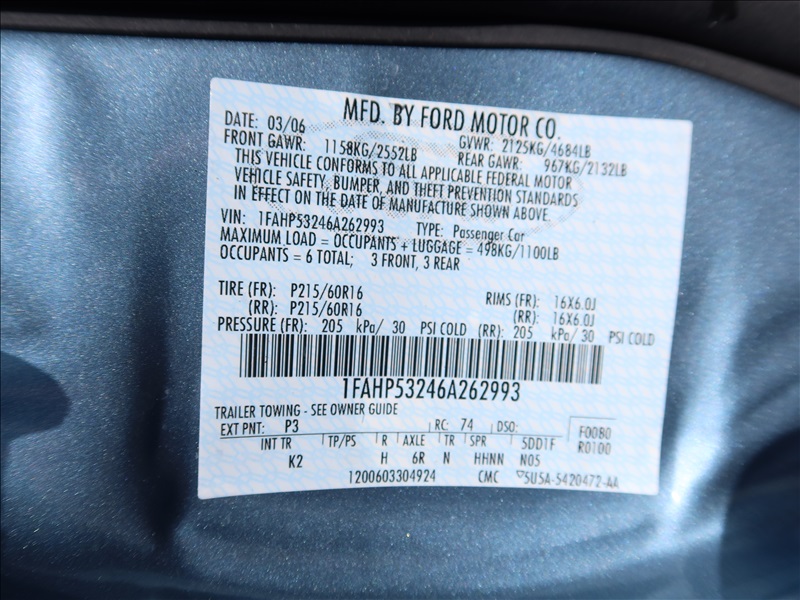 MFD. BY FORD MOTOR CO.
DATE: 03/06 GVWR: 2125KG/4684LB
FRONT GAWR: 1158KG/2552LB REAR GAWR: 967KG/2132LB
THIS VEHICLE CONFORMS TO ALL APPLICABLE FEDERAL MOTOR
VEHICLE SAFETY, BUMPER, AND THEFT PREVENTION STANDARDS
IN EFFECT ON THE DATE OF MANUFACTURE SHOWN ABOVE.
VIN: 1FAHP53246A262993 TYPE: Passenger Car
MAXIMUM LOAD = OCCUPANTS + LUGGAGE = 498KG/1100LB
OCCUPANTS = 6 TOTAL; 3 FRONT, 3 REAR
TIRE (FR): P215/60R16 RIMS (FR): 16X6.0J
(RR): P215/60R16 (RR): 16X6.0J
PRESSURE (FR): 205 kPa/ 30 PSI COLD (RR): 205 kPa/ 30 PSI COLD
1FAHP53246A262993
TRAILER TOWING - SEE OWNER GUIDE
EXT PNT: P3 RC: 74 DSO: F0080
R0100
INT TR TP/PS R AXLE TR SPR 5DD1F
K2 H 6R N HHNN N05
1200603304924 CMC 5U5A-5420472-AA